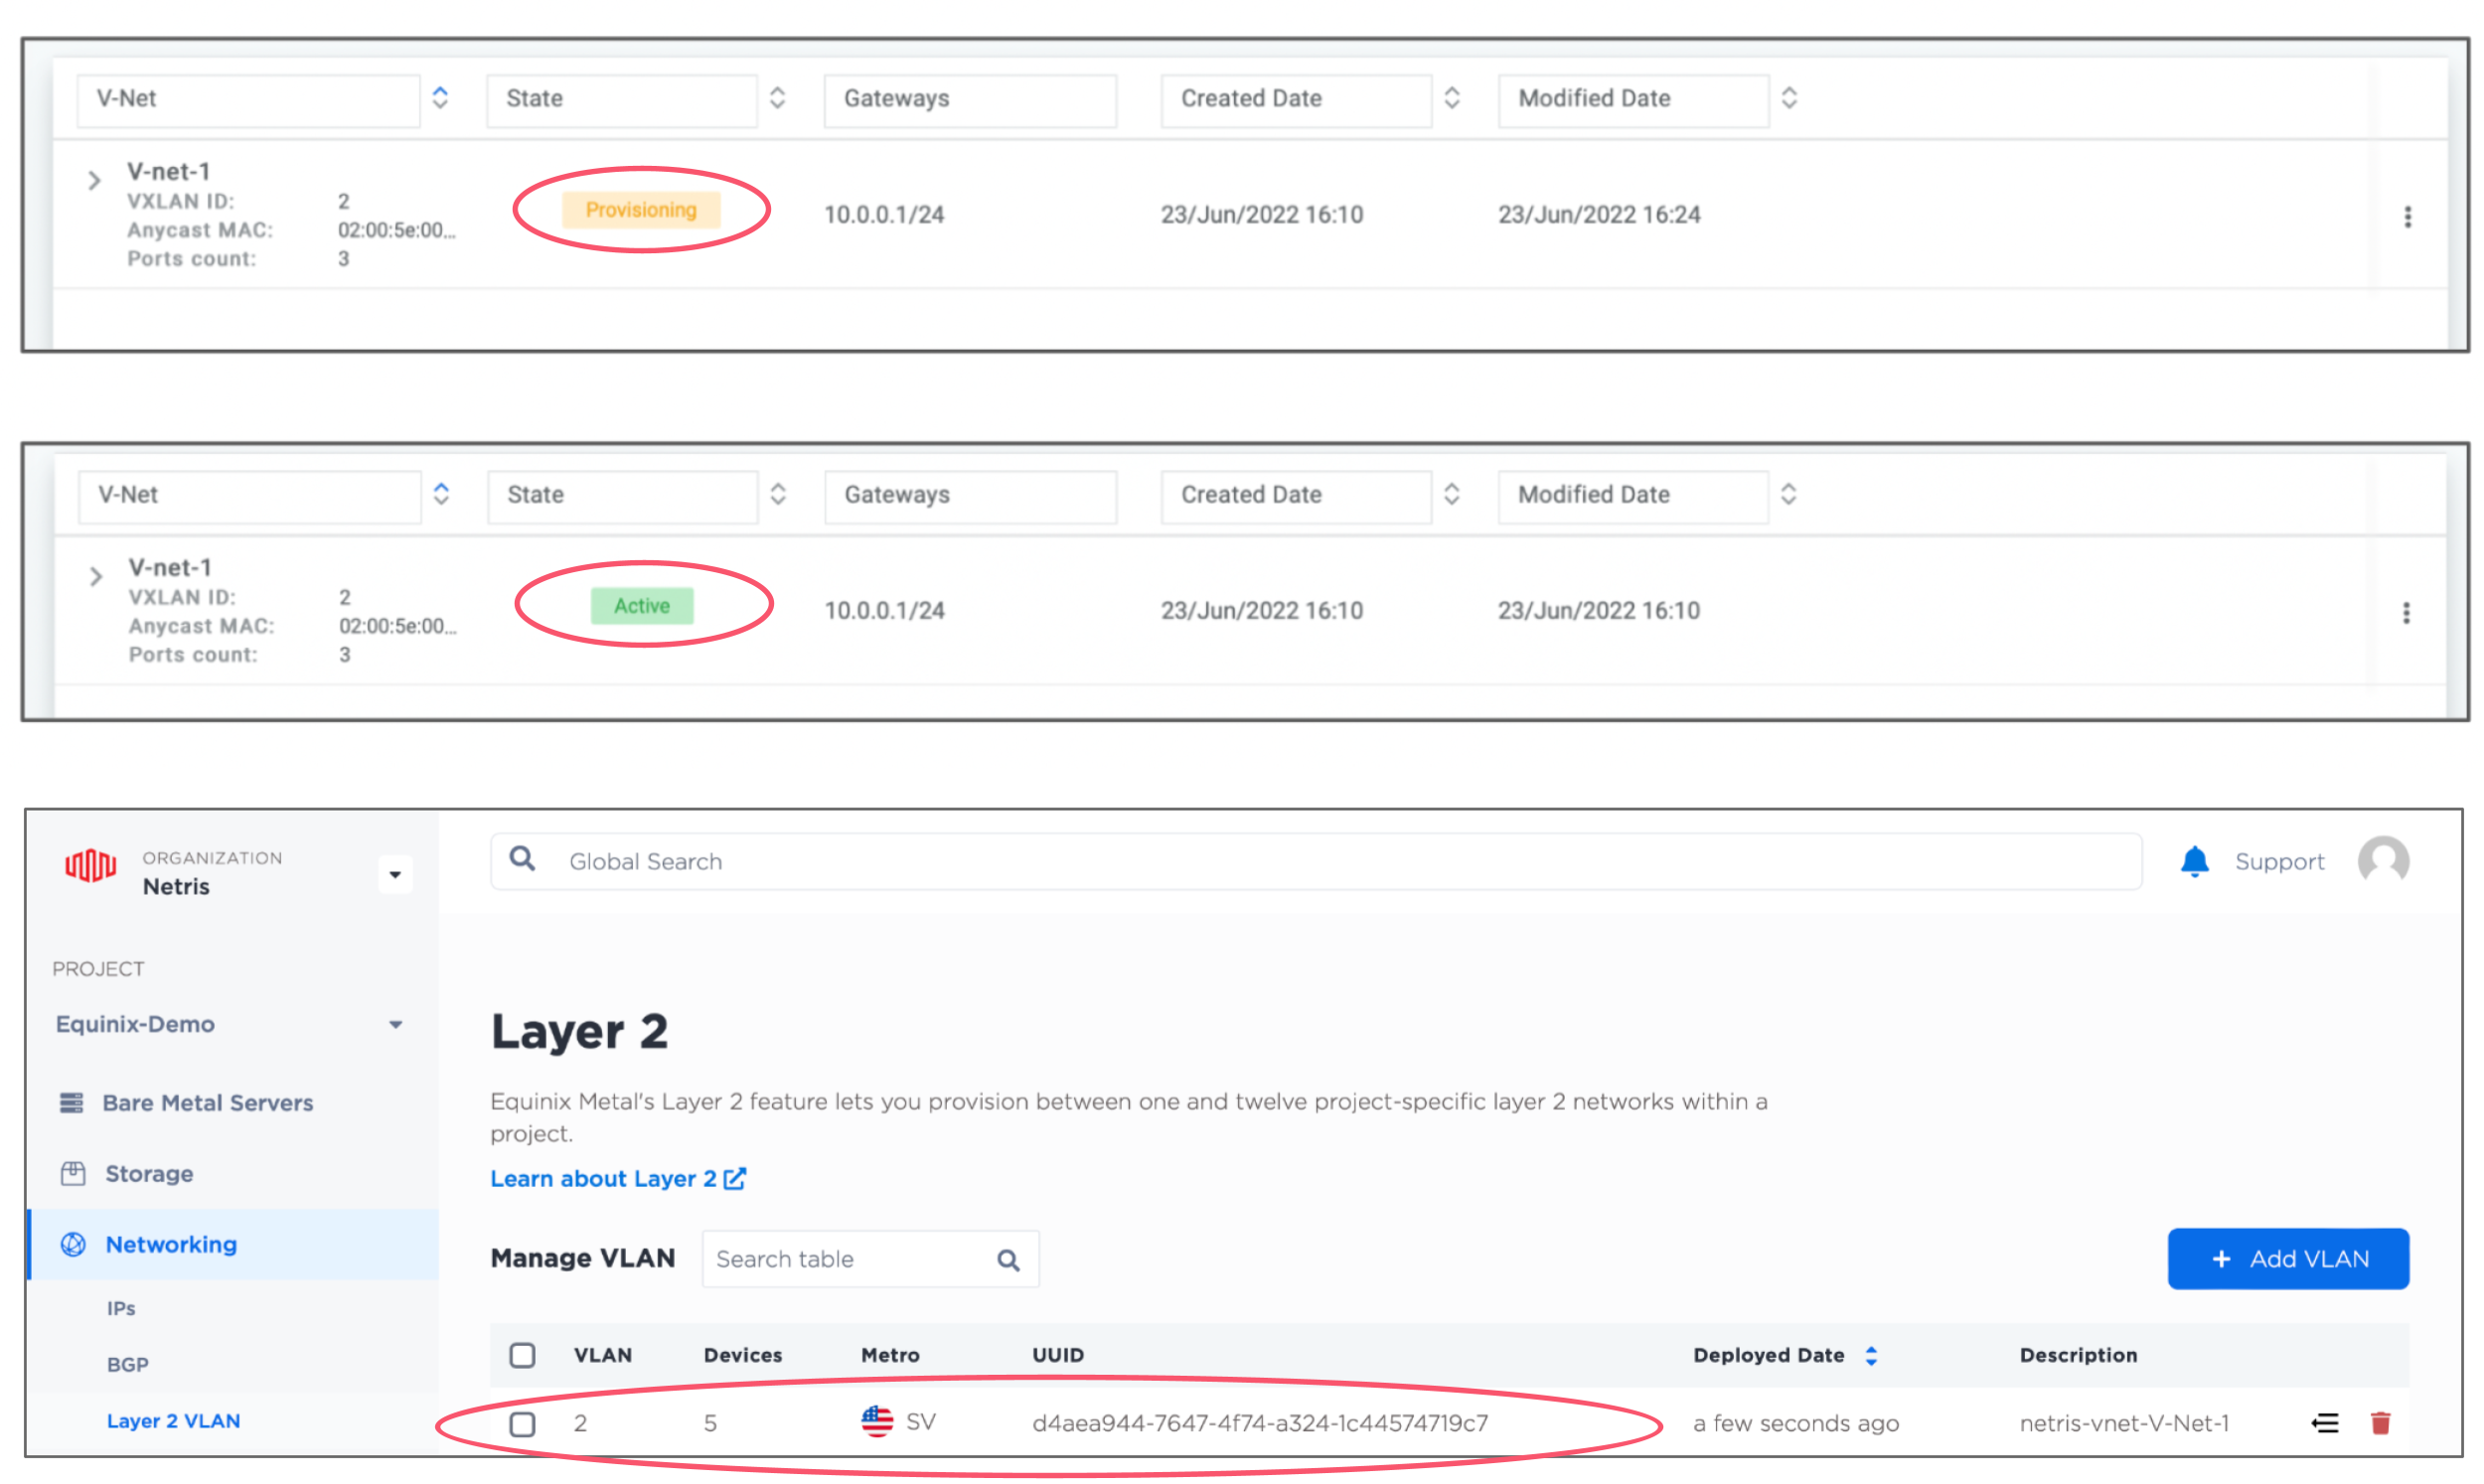 V-Net State Gateways Created Date Modified Date
V-net-1
VXLAN ID: 2
Provisioning 10.0.0.1/24 23/Jun/2022 16:10 23/Jun/2022 16:24
Anycast MAC: 02:00:5e:00...
Ports count: 3
V-Net State Gateways Created Date Modified Date
V-net-1
VXLAN ID: 2
Active 10.0.0.1/24 23/Jun/2022 16:10 23/Jun/2022 16:10
Anycast MAC: 02:00:5e:00...
Ports count: 3
ORGANIZATION
Netris
PROJECT
Equinix-Demo
Bare Metal Servers
Storage
Networking
IPs
BGP
Layer 2 VLAN
Global Search Support
Layer 2
Equinix Metal's Layer 2 feature lets you provision between one and twelve project-specific layer 2 networks within a
project.
Learn about Layer 2
Manage VLAN Search table + Add VLAN
VLAN Devices Metro UUID Deployed Date Description
2 5 SV d4aea944-7647-4f74-a324-1c44574719c7 a few seconds ago netris-vnet-V-Net-1